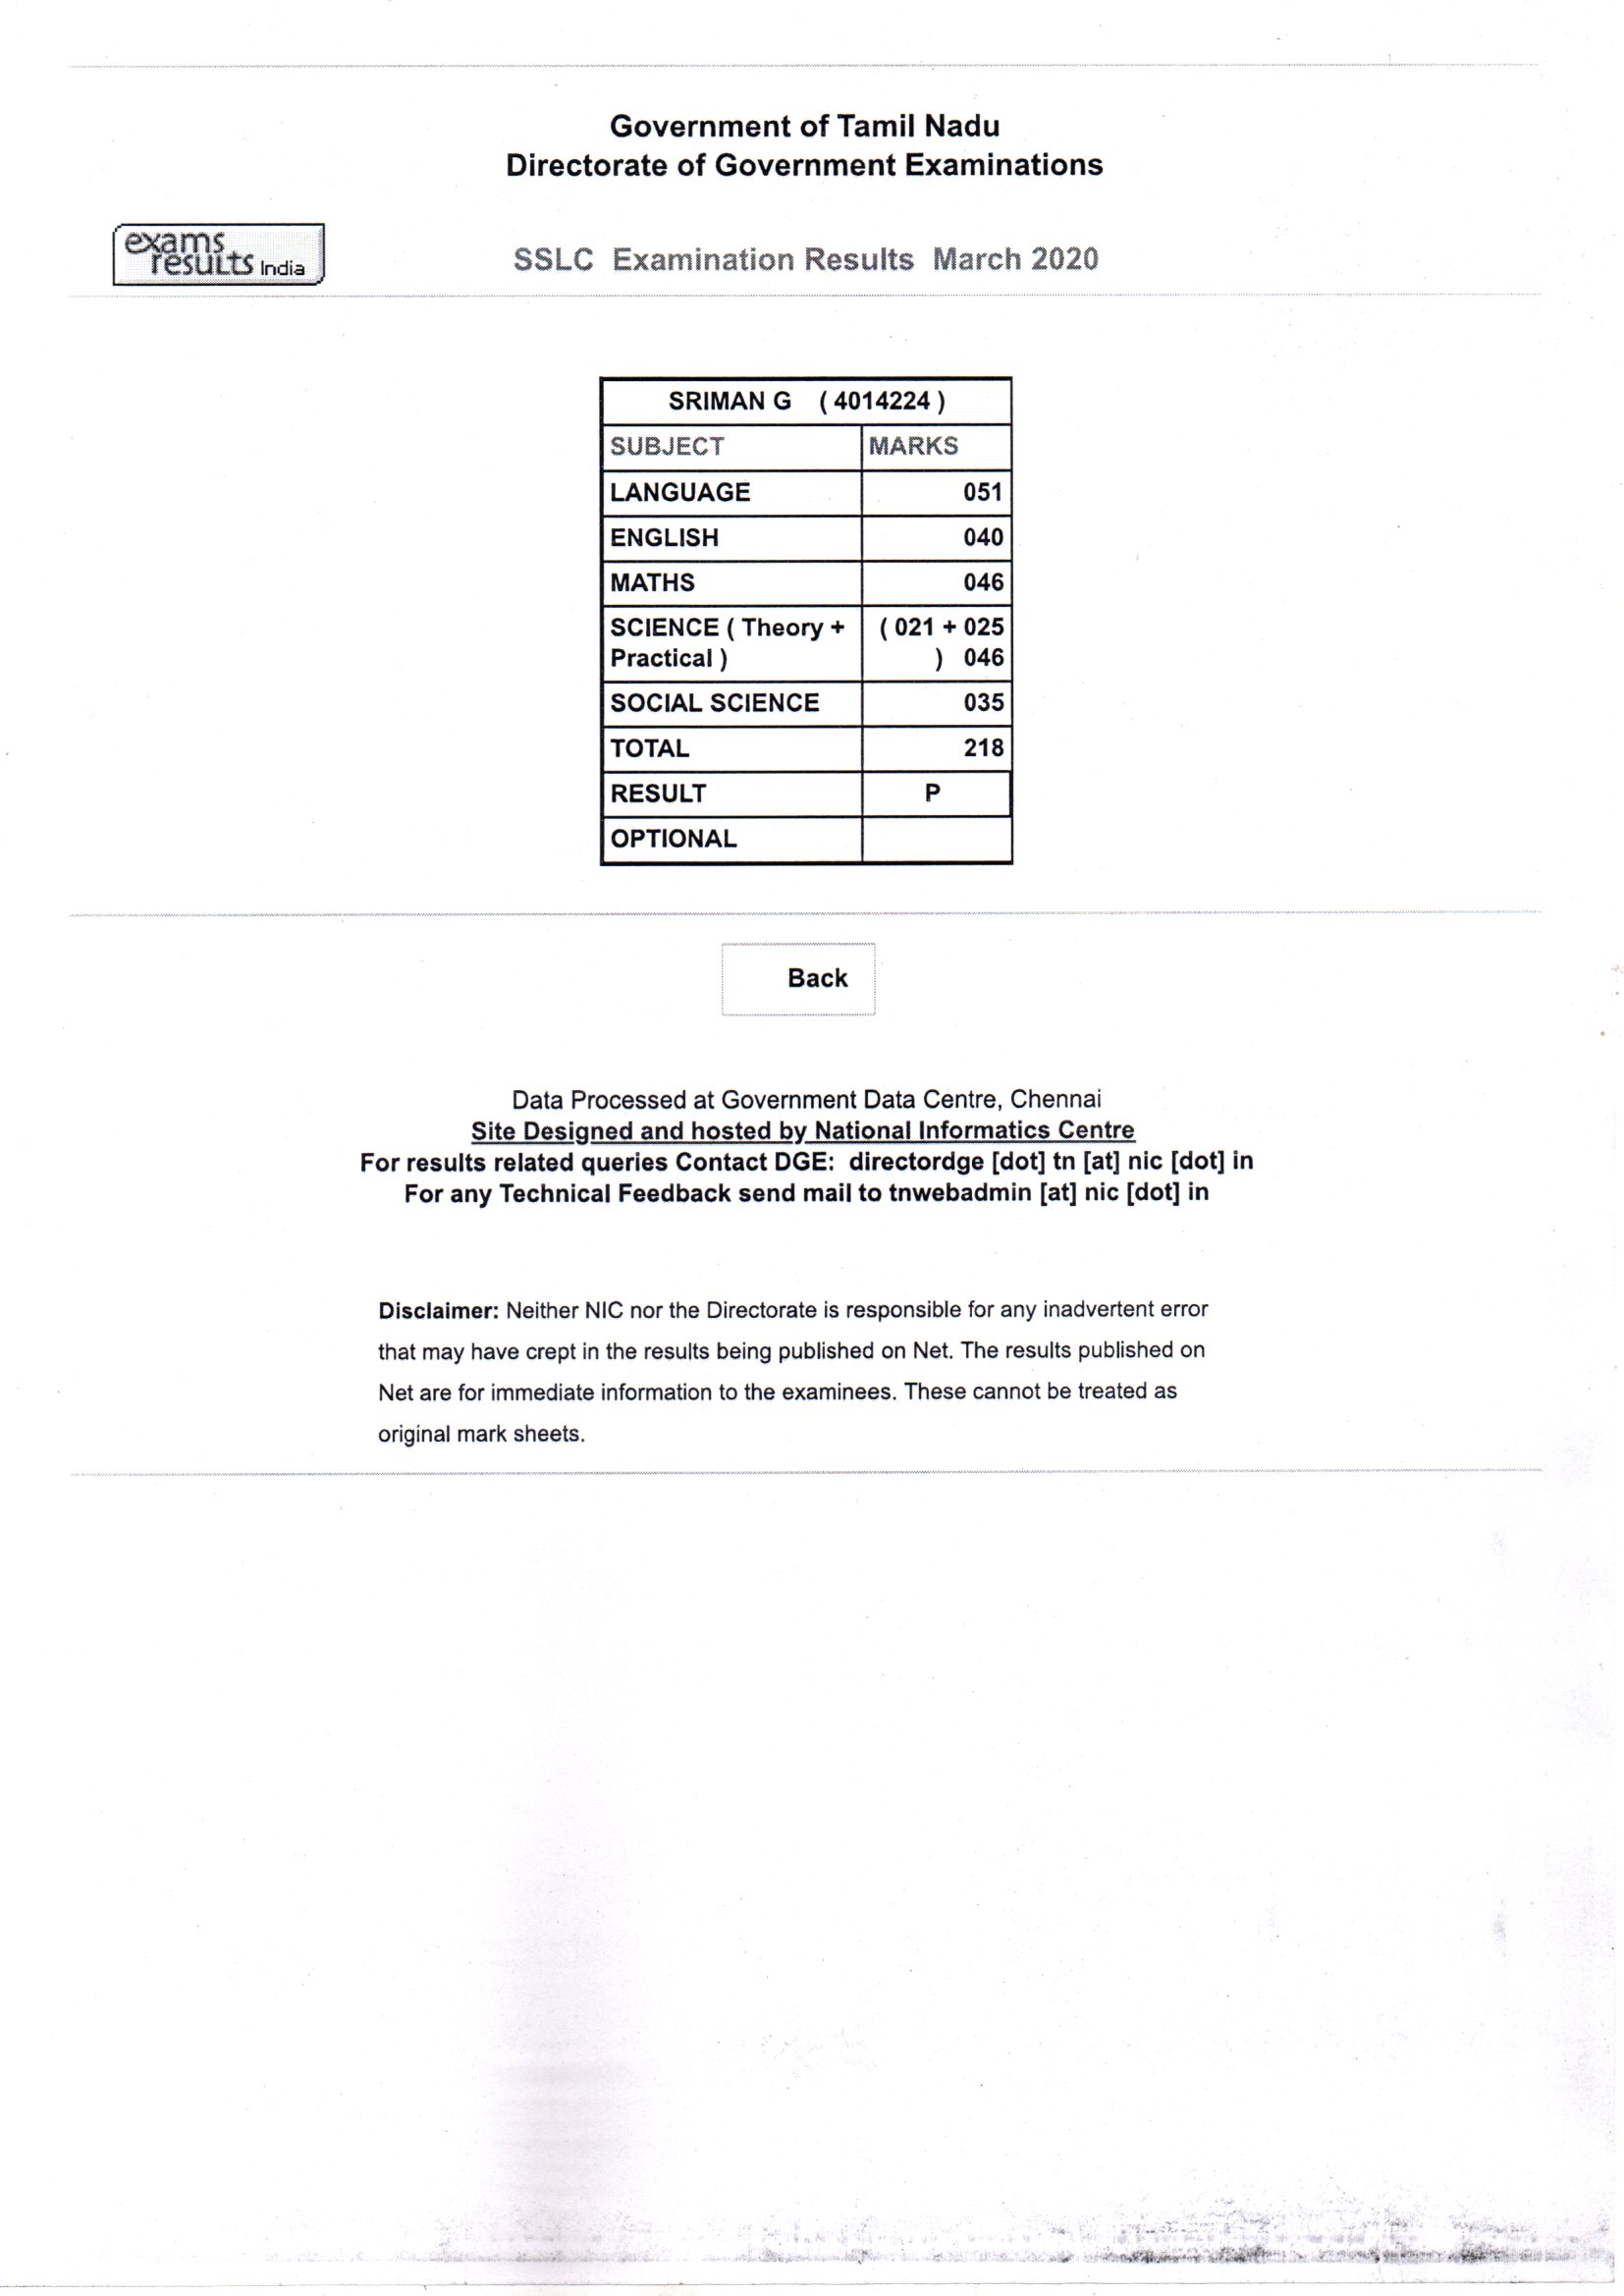 Government of Tamil Nadu
Directorate of Government Examinations
exams
results India
SSLC Examination Results March 2020
SRIMAN G ( 4014224 )
SUBJECT MARKS
LANGUAGE 051
ENGLISH 040
MATHS 046
SCIENCE ( Theory + ( 021 + 025
Practical ) ) 046
SOCIAL SCIENCE 035
TOTAL 218
RESULT P
OPTIONAL
Back
Data Processed at Government Data Centre, Chennai
Site Designed and hosted by National Informatics Centre
For results related queries Contact DGE: directordge [dot] tn [at] nic [dot] in
For any Technical Feedback send mail to tnwebadmin [at] nic [dot] in
Disclaimer: Neither NIC nor the Directorate is responsible for any inadvertent error
that may have crept in the results being published on Net. The results published on
Net are for immediate information to the examinees. These cannot be treated as
original mark sheets.